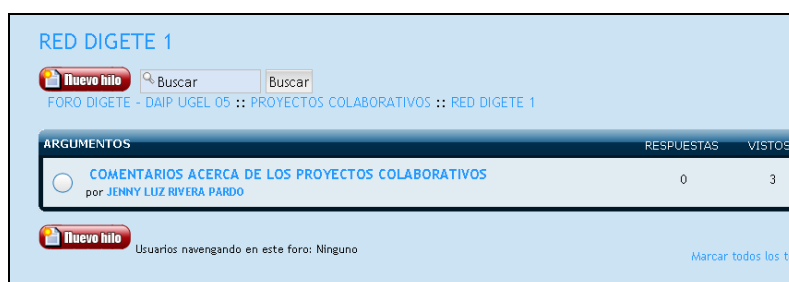 RED DIGETE 1
Nuevo hilo Buscar Buscar
FORO DIGETE - DAIP UGEL 05 :: PROYECTOS COLABORATIVOS :: RED DIGETE 1
ARGUMENTOS RESPUESTAS VISTOS
COMENTARIOS ACERCA DE LOS PROYECTOS COLABORATIVOS 0 3
por JENNY LUZ RIVERA PARDO
Nuevo hilo Usuarios navengando en este foro: Ninguno
Marcar todos los t